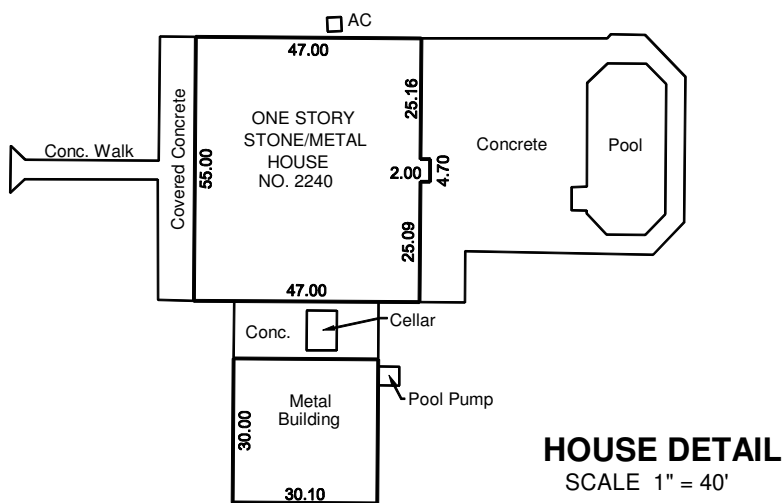 AC
47.00
25.16
ONE STORY
STONE/METAL
HOUSE
NO. 2240
Conc. Walk
Covered Concrete
55.00
2.00
4.70
Concrete
Pool
25.09
47.00
Conc.
Cellar
Metal
Building
Pool Pump
30.00
30.10
HOUSE DETAIL
SCALE 1" = 40'